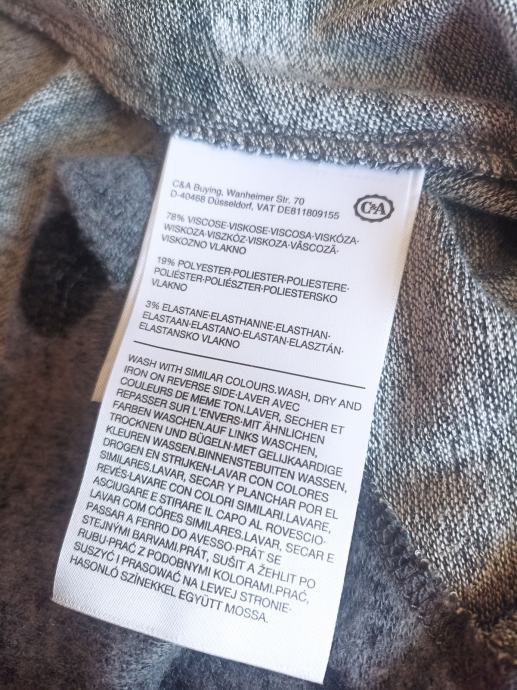 C&A Buying, Wanheimer Str. 70
D-40468 Düsseldorf, VAT DE811809155
C&A
78% VISCOSE-VISKOSE-VISCOSA-VISKÓZA-
WISKOZA-VISZKÓZ-VISKOZA-VÂSCOZĂ-
VISKOZNO VLAKNO
19% POLYESTER-POLIESTER-POLIESTERE-
POLIÉSTER-POLIÉSZTER-POLIESTERSKO
VLAKNO
3% ELASTANE-ELASTHANNE-ELASTHAN-
ELASTAAN-ELASTANO-ELASTAN-ELASZTÁN-
ELASTANSKO VLAKNO
WASH WITH SIMILAR COLOURS.WASH, DRY AND
IRON ON REVERSE SIDE-LAVER AVEC
COULEURS DE MEME TON.LAVER, SECHER ET
REPASSER SUR L'ENVERS-MIT ÄHNLICHEN
FARBEN WASCHEN.AUF LINKS WASCHEN,
TROCKNEN UND BÜGELN-MET GELIJKAARDIGE
KLEUREN WASSEN.BINNENSTEBUITEN WASSEN,
DROGEN EN STRIJKEN-LAVAR CON COLORES
SIMILARES.LAVAR, SECAR Y PLANCHAR POR EL
REVÉS-LAVARE CON COLORI SIMILARI.LAVARE,
ASCIUGARE E STIRARE IL CAPO AL ROVESCIO-
LAVAR COM CÔRES SIMILARES.LAVAR, SECAR E
PASSAR A FERRO DO AVESSO-PRÁT SE
STEJNÝMI BARVAMI.PRÁT, SUŠIT A ŽEHLIT PO
RUBU-PRAĆ Z PODOBNYMI KOLORAMI.PRAĆ,
SUSZYĆ I PRASOWAĆ NA LEWEJ STRONIE-
HASONLÓ SZÍNEKKEL EGYÜTT MOSSA.